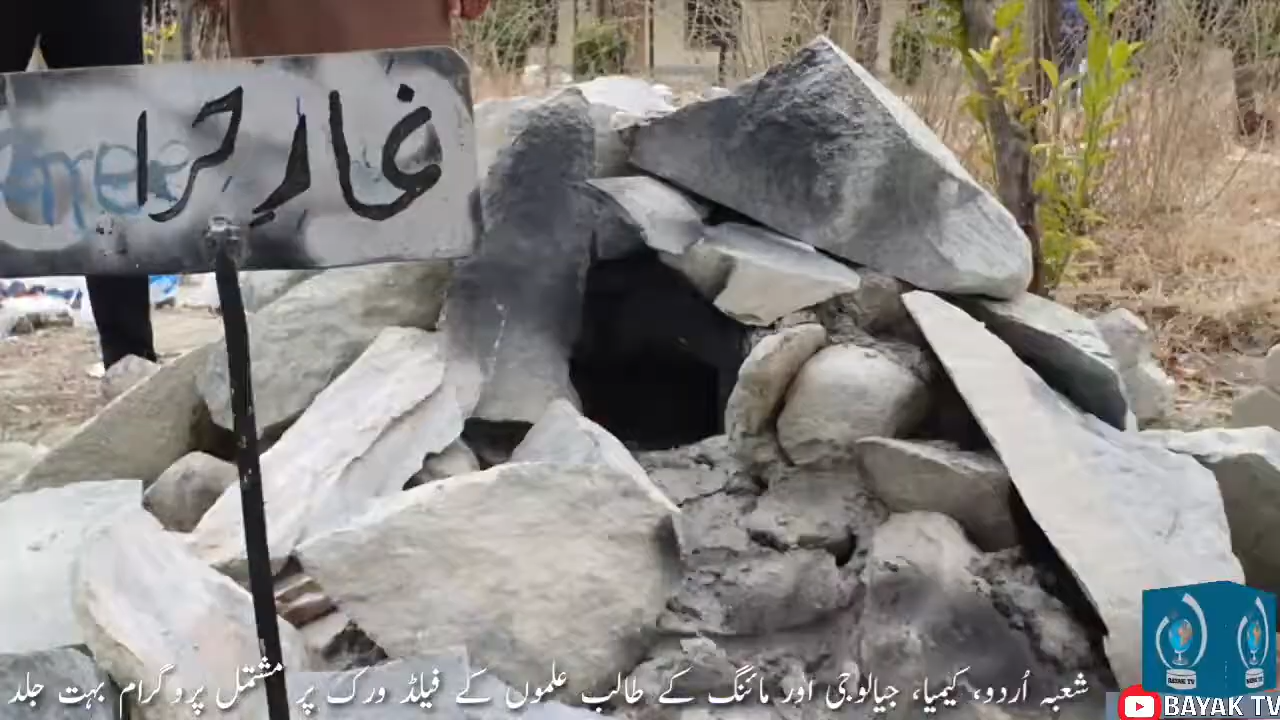 غارِ حرا
شعبہ اُردو، کیمیا، جیالوجی اور مائنگ کے طالب علموں کے فیلڈ ورک پر مشتمل پروگرام بہت جلد
BAYAK TV